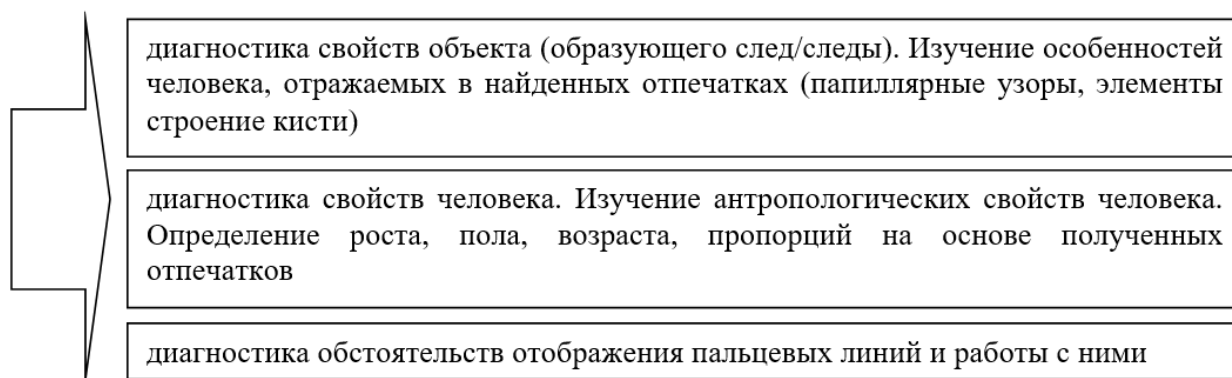 диагностика свойств объекта (образующего след/следы). Изучение особенностей
человека, отражаемых в найденных отпечатках (папиллярные узоры, элементы
строение кисти)
диагностика свойств человека. Изучение антропологических свойств человека.
Определение роста, пола, возраста, пропорций на основе полученных
отпечатков
диагностика обстоятельств отображения пальцевых линий и работы с ними